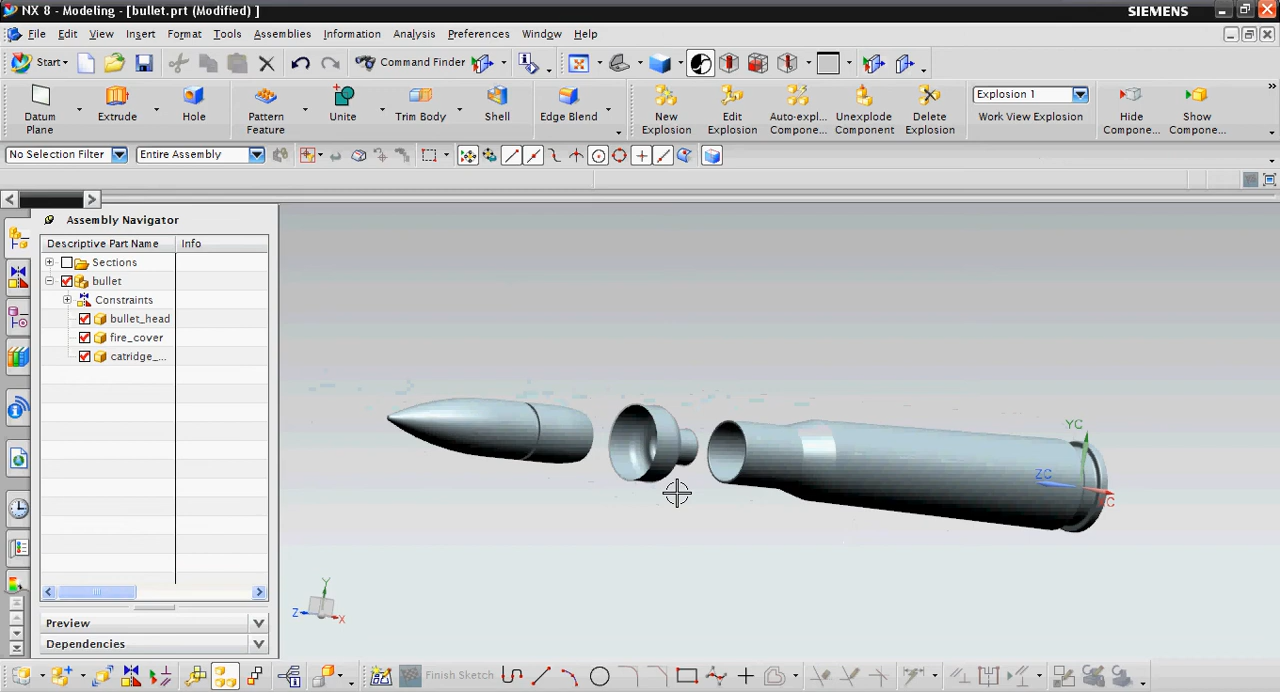 NX 8 - Modeling - [bullet.prt (Modified) ]
SIEMENS
File Edit View Insert Format Tools Assemblies Information Analysis Preferences Window Help
Start Command Finder
Datum Plane
Extrude
Hole
Pattern Feature
Unite
Trim Body
Shell
Edge Blend
New Explosion
Edit Explosion
Auto-expl... Compone...
Unexplode Component
Delete Explosion
Explosion 1
Work View Explosion
Hide Compone...
Show Compone...
No Selection Filter Entire Assembly
Assembly Navigator
Descriptive Part Name Info
Sections
bullet
Constraints
bullet_head
fire_cover
catridge_...
YC
ZC
XC
Y
Z
X
Preview
Dependencies
Finish Sketch